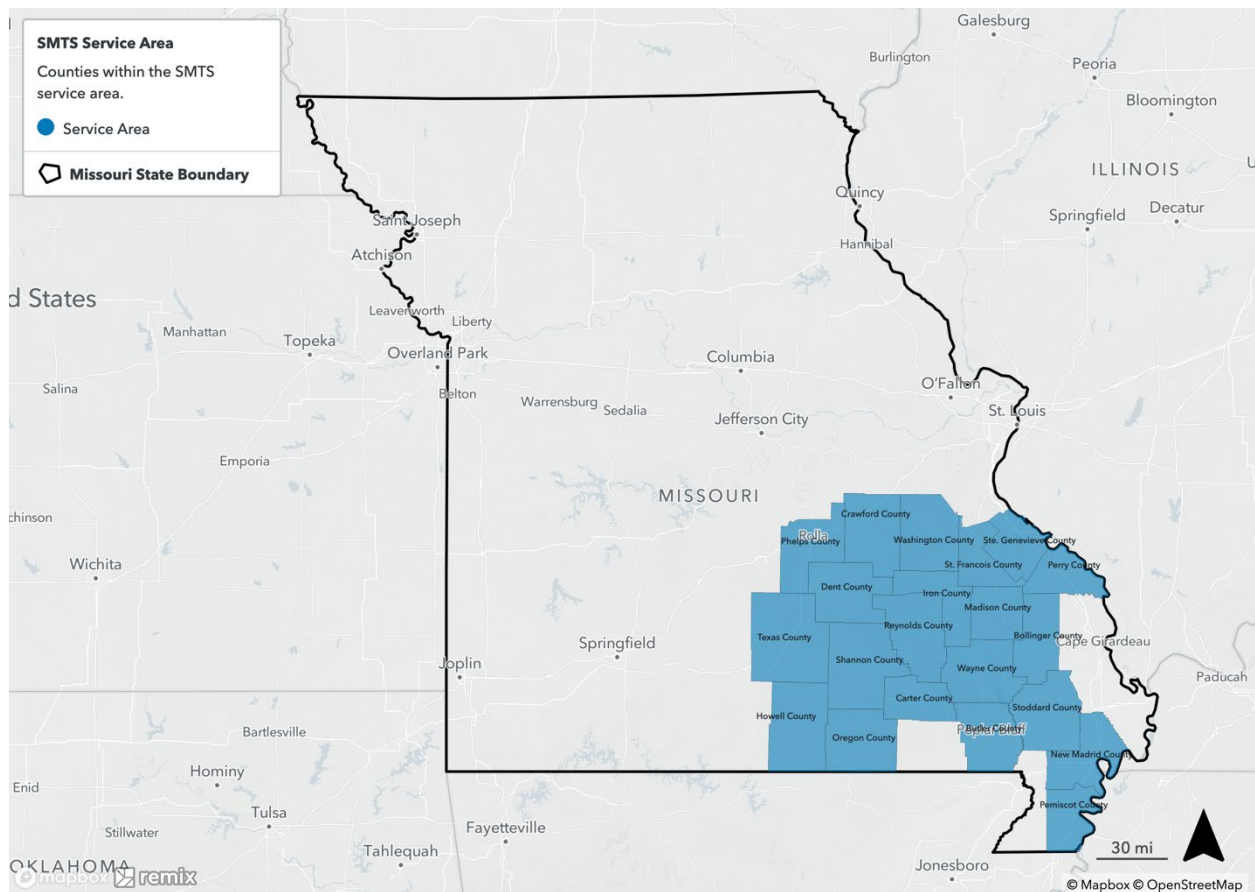 SMTS Service Area
Counties within the SMTS
service area.
Service Area
Missouri State Boundary
Galesburg
Burlington
Peoria
Bloomington
ILLINOIS
Quincy
Springfield
Decatur
Saint Joseph
Hannibal
Atchison
d States
Leavenworth
Liberty
Manhattan
Topeka
Overland Park
Columbia
O'Fallon
Salina
Belton
Warrensburg
Sedalia
St. Louis
Jefferson City
Emporia
MISSOURI
Crawford County
chinson
Rolla
Phelps County
Washington County
Ste. Genevieve County
Wichita
St. Francois County
Perry County
Dent County
Iron County
Madison County
Reynolds County
Texas County
Bollinger County
Cape Girardeau
Springfield
Shannon County
Joplin
Wayne County
Paducah
Carter County
Stoddard County
Howell County
Bartlesville
Oregon County
Butler County
Poplar Bluff
New Madrid County
Hominy
Enid
Pemiscot County
Tulsa
Stillwater
Fayetteville
30 mi
Tahlequah
OKLAHOMA
Jonesboro
mapbox remix
© Mapbox © OpenStreetMap